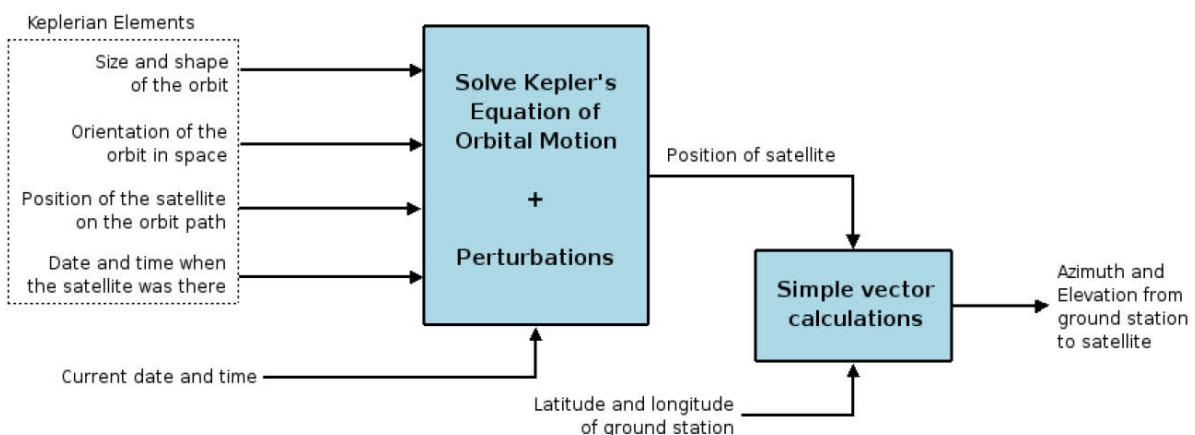 Keplerian Elements
Size and shape
of the orbit
Orientation of the
orbit in space
Position of the satellite
on the orbit path
Date and time when
the satellite was there
Current date and time
Solve Kepler's
Equation of
Orbital Motion
+
Perturbations
Position of satellite
Simple vector
calculations
Latitude and longitude
of ground station
Azimuth and
Elevation from
ground station
to satellite